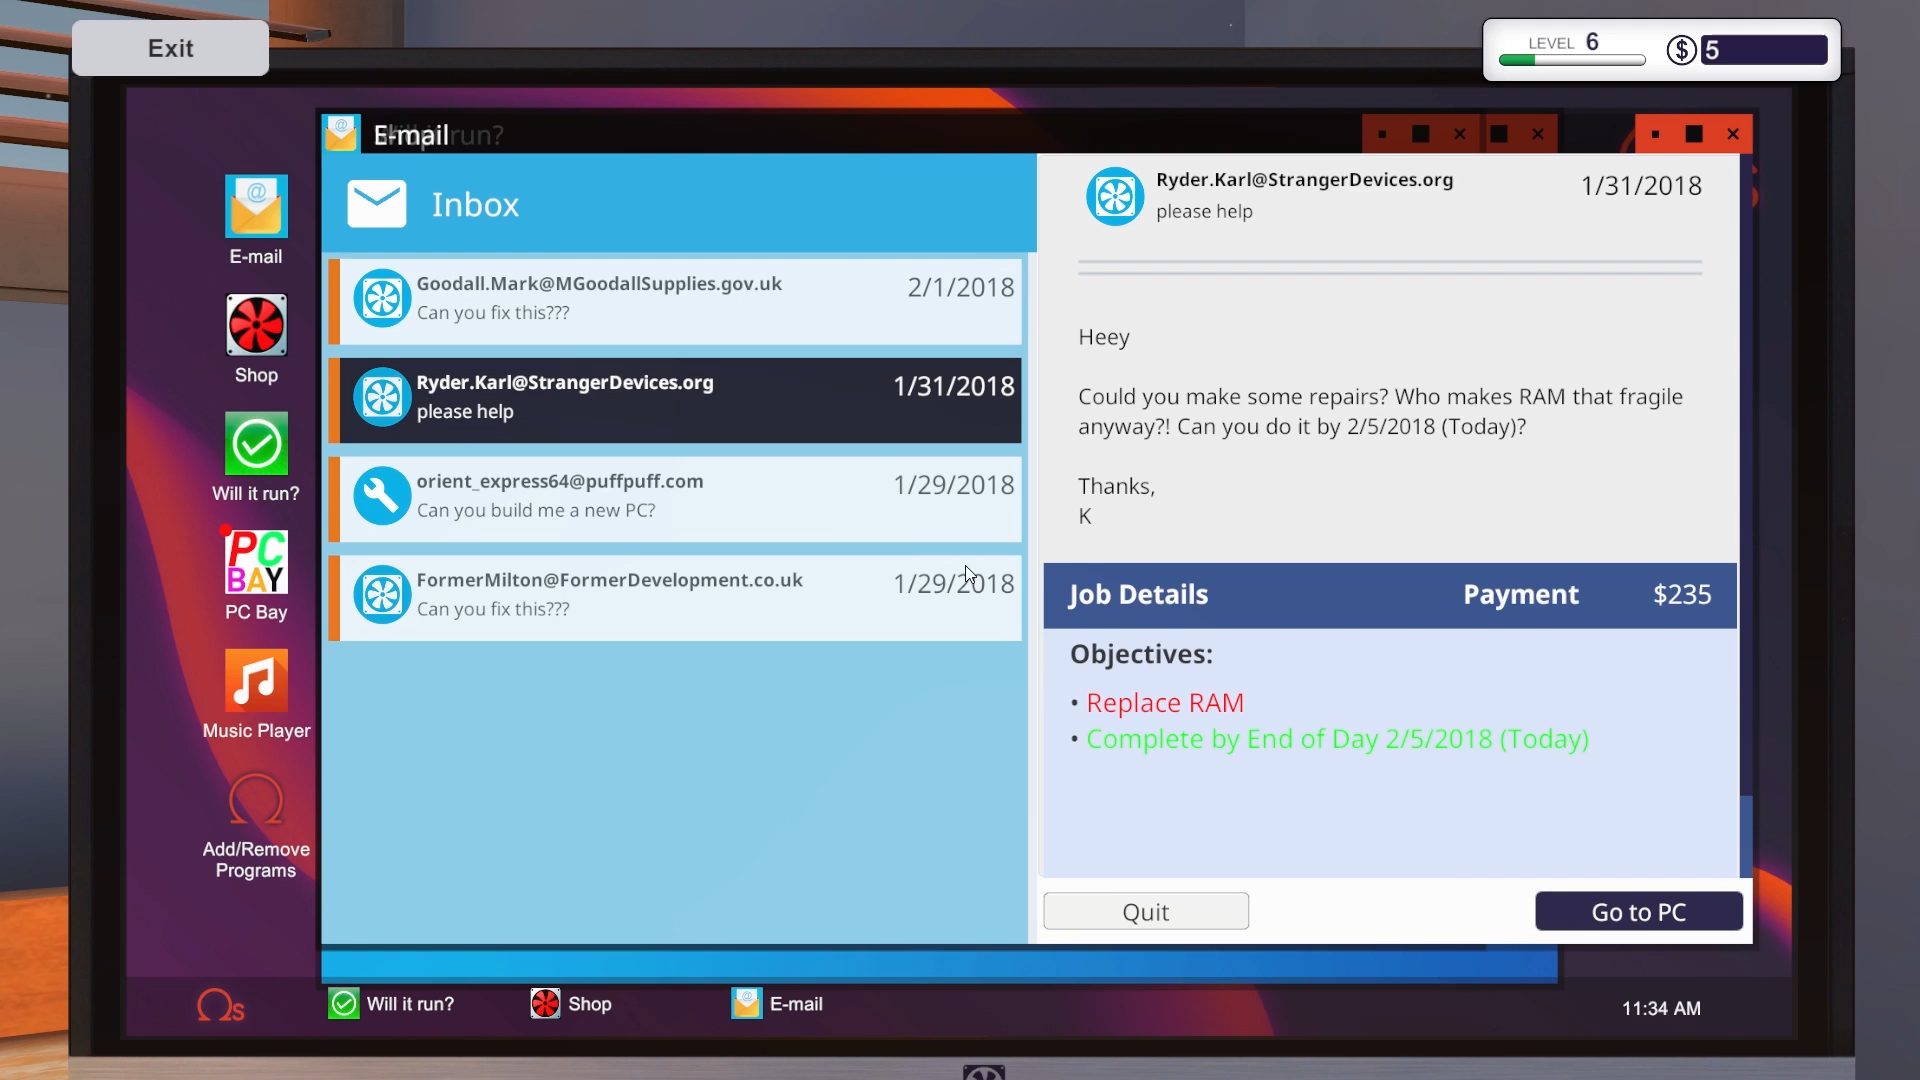 Exit
LEVEL 6
$ 5
E-mail
Inbox
Goodall.Mark@MGoodallSupplies.gov.uk
2/1/2018
Can you fix this???
Ryder.Karl@StrangerDevices.org
1/31/2018
please help
orient_express64@puffpuff.com
1/29/2018
Can you build me a new PC?
FormerMilton@FormerDevelopment.co.uk
1/29/2018
Can you fix this???
Ryder.Karl@StrangerDevices.org
1/31/2018
please help
Heey
Could you make some repairs? Who makes RAM that fragile
anyway?! Can you do it by 2/5/2018 (Today)?
Thanks,
K
Job Details Payment $235
Objectives:
• Replace RAM
• Complete by End of Day 2/5/2018 (Today)
Quit
Go to PC
E-mail
Shop
Will it run?
PC
BAY
PC Bay
Music Player
Add/Remove
Programs
Ωs
Will it run?
Shop
E-mail
11:34 AM